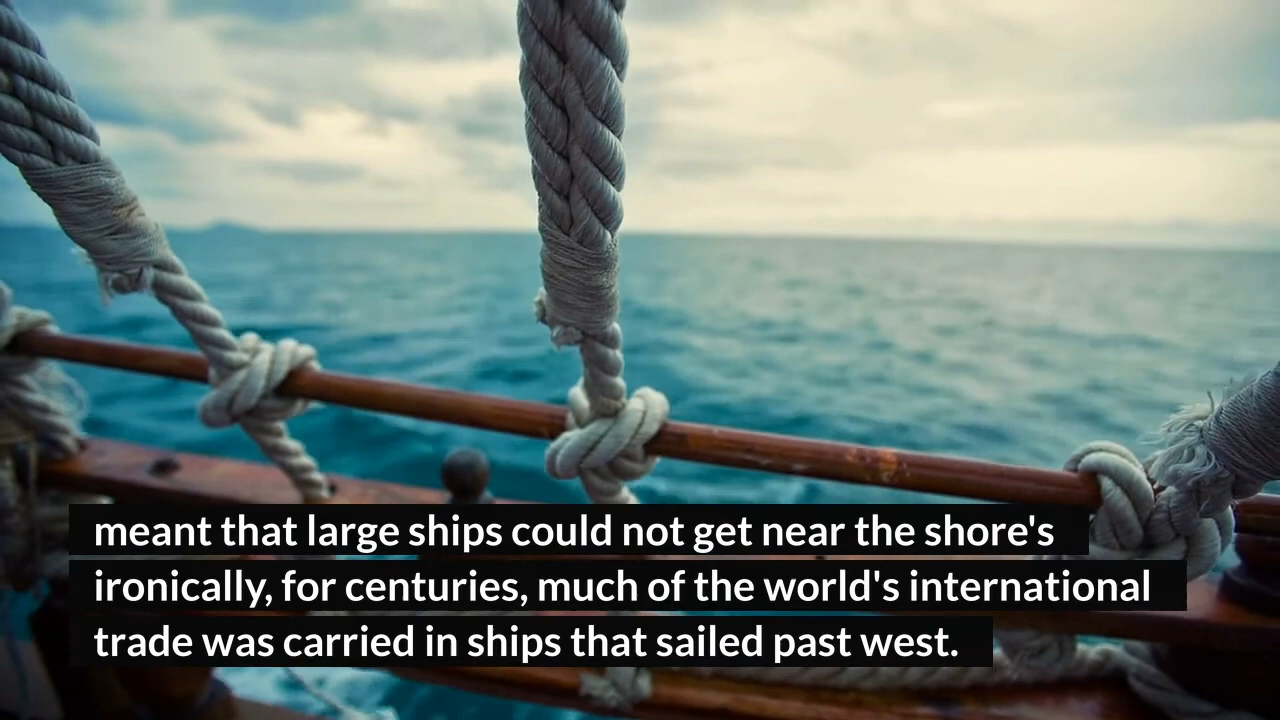 meant that large ships could not get near the shore's
ironically, for centuries, much of the world's international
trade was carried in ships that sailed past west.